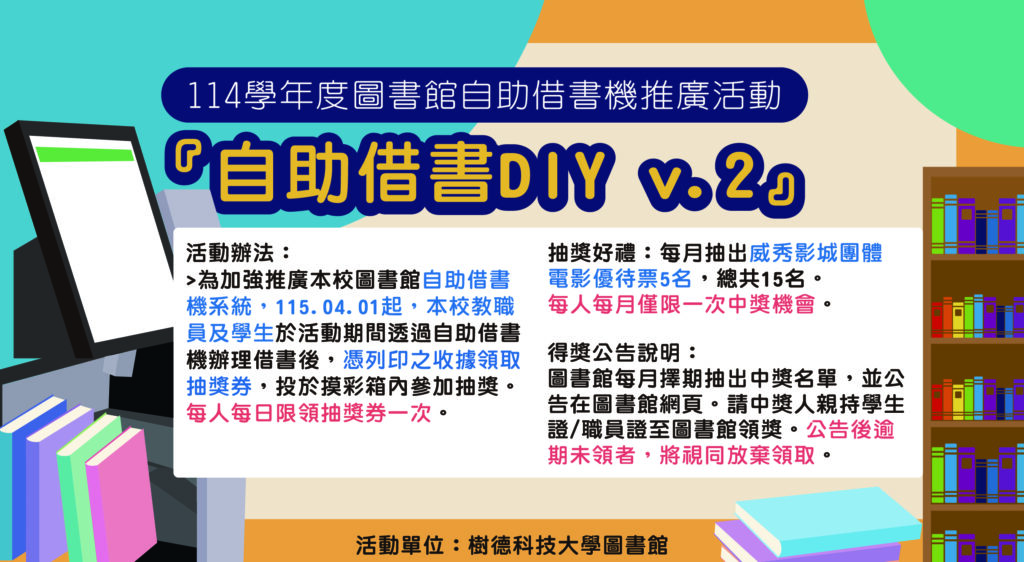 114學年度圖書館自助借書機推廣活動
『自助借書DIY v.2』
活動辦法：
>為加強推廣本校圖書館自助借書
機系統，115.04.01起，本校教職
員及學生於活動期間透過自助借書
機辦理借書後，憑列印之收據領取
抽獎券，投於摸彩箱內參加抽獎。
每人每日限領抽獎券一次。
抽獎好禮：每月抽出威秀影城團體
電影優待票5名，總共15名。
每人每月僅限一次中獎機會。
得獎公告說明：
圖書館每月擇期抽出中獎名單，並公
告在圖書館網頁。請中獎人親持學生
證/職員證至圖書館領獎。公告後逾
期未領者，將視同放棄領取。
活動單位：樹德科技大學圖書館